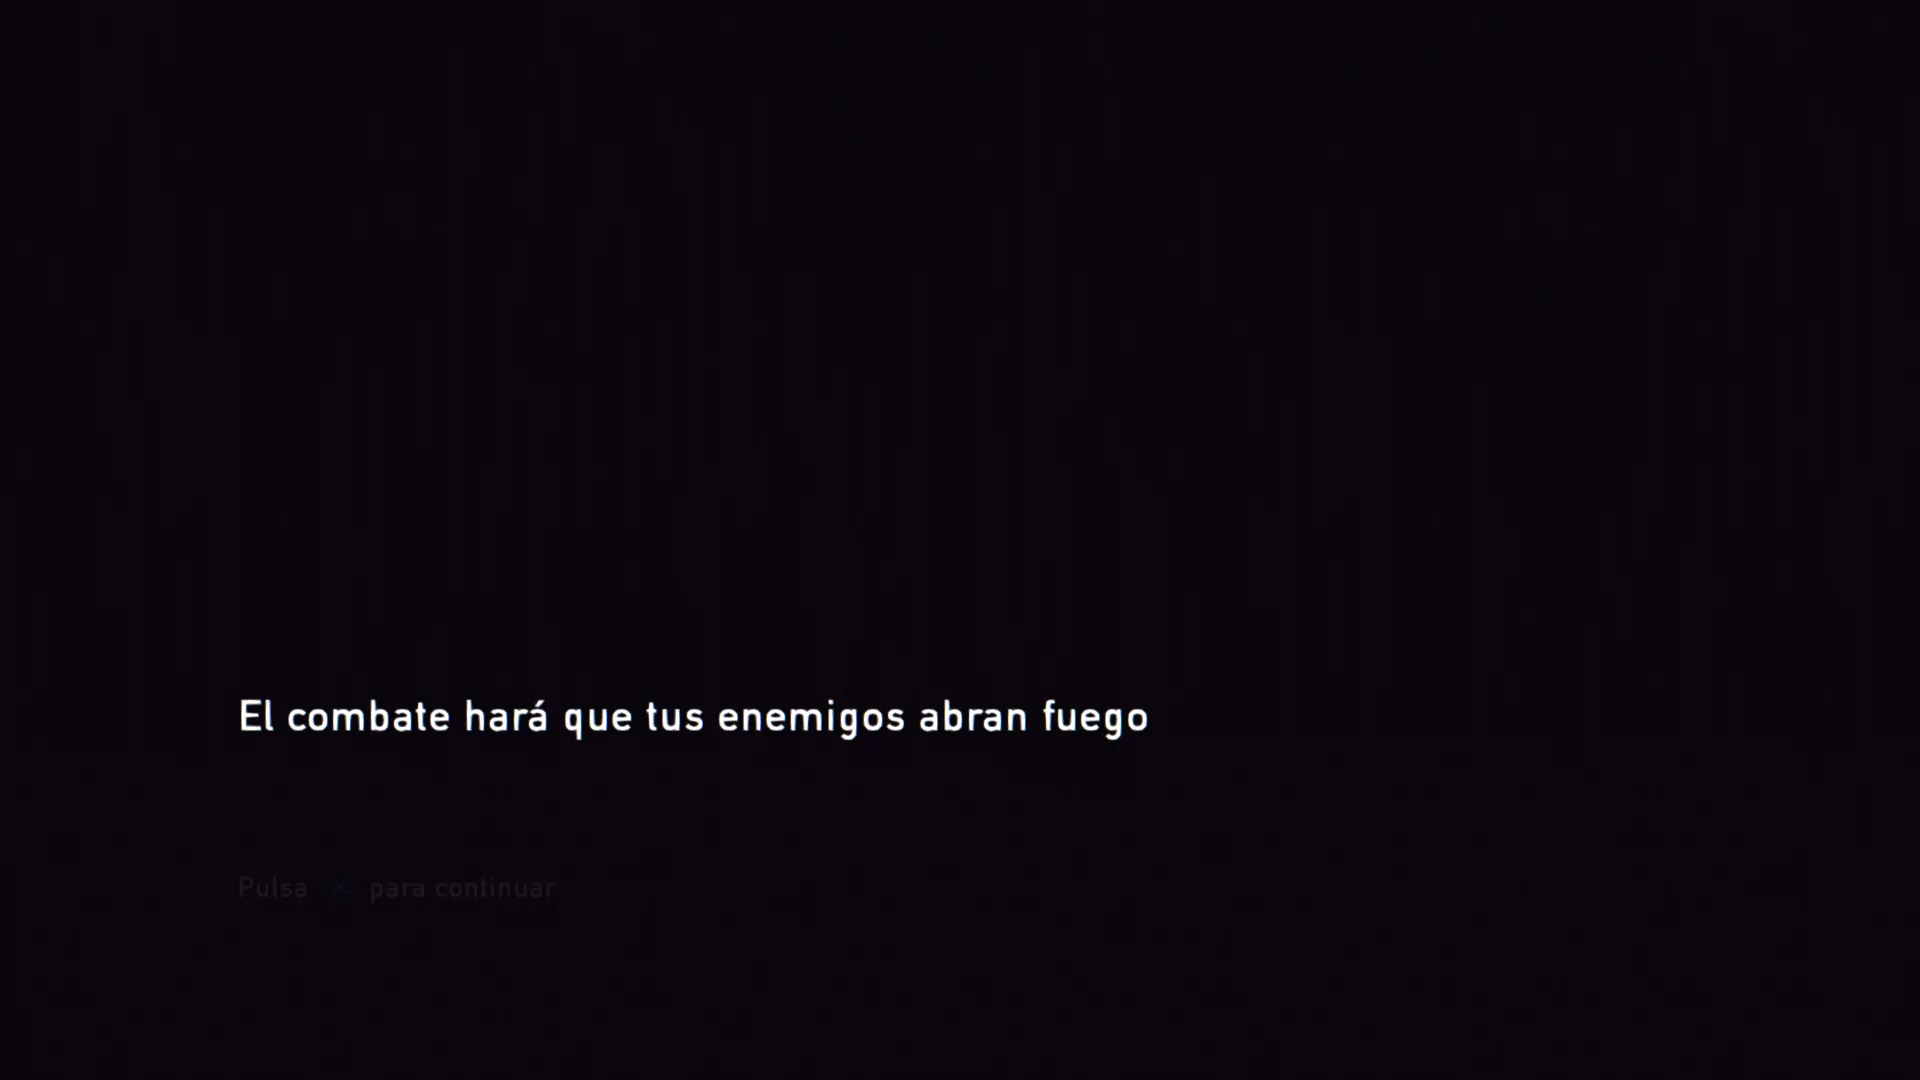 El combate hará que tus enemigos abran fuego
Pulsa X para continuar